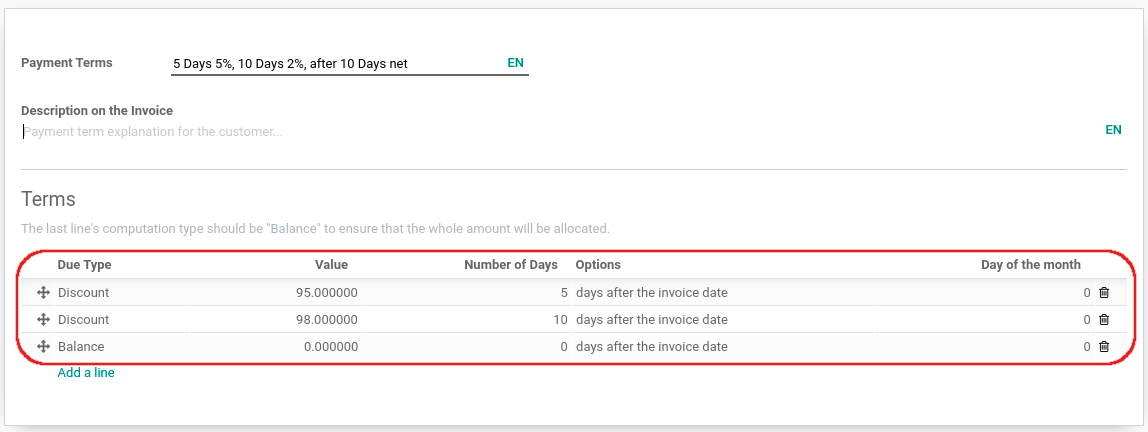 Payment Terms 5 Days 5%, 10 Days 2%, after 10 Days net EN
Description on the Invoice
Payment term explanation for the customer... EN
Terms
The last line's computation type should be "Balance" to ensure that the whole amount will be allocated.
Due Type Value Number of Days Options Day of the month
Discount 95.000000 5 days after the invoice date 0
Discount 98.000000 10 days after the invoice date 0
Balance 0.000000 0 days after the invoice date 0
Add a line